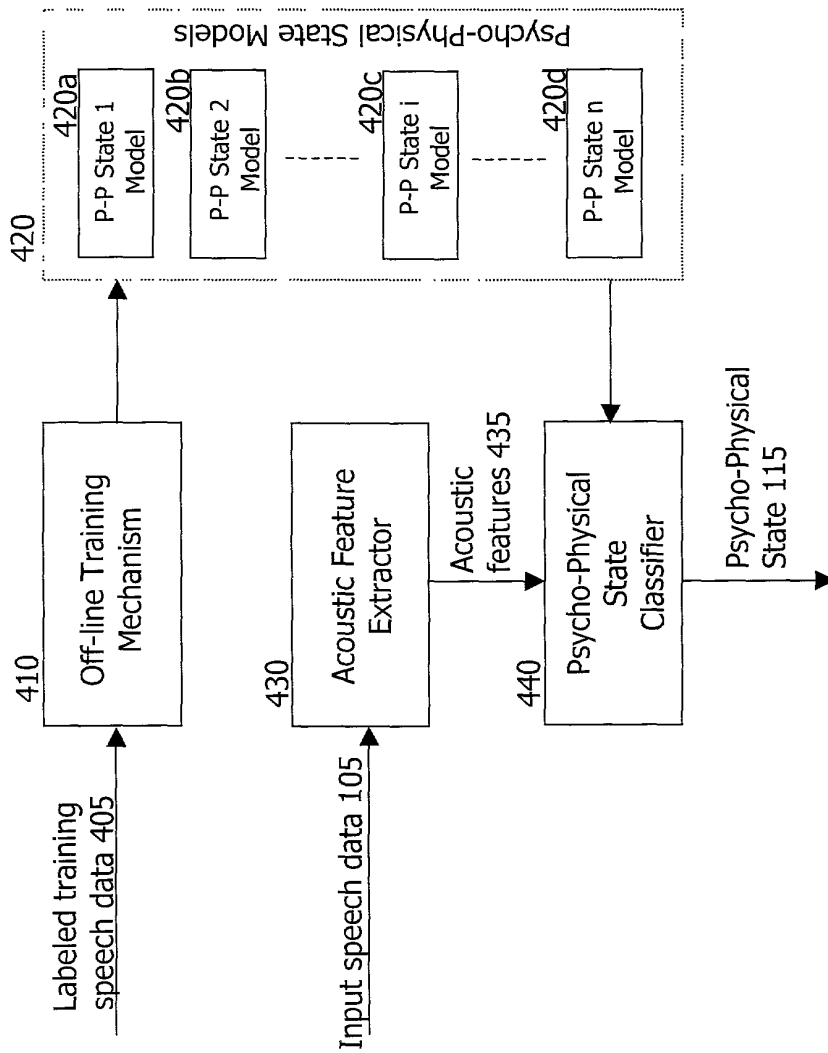 Labeled training
speech data 405
410
Off-line Training
Mechanism
420
420a
P-P State 1
Model
420b
P-P State 2
Model
420c
P-P State i
Model
420d
P-P State n
Model
Psycho-Physical State Models
Input speech data 105
430
Acoustic Feature
Extractor
Acoustic
features 435
440
Psycho-Physical
State
Classifier
Psycho-Physical
State 115